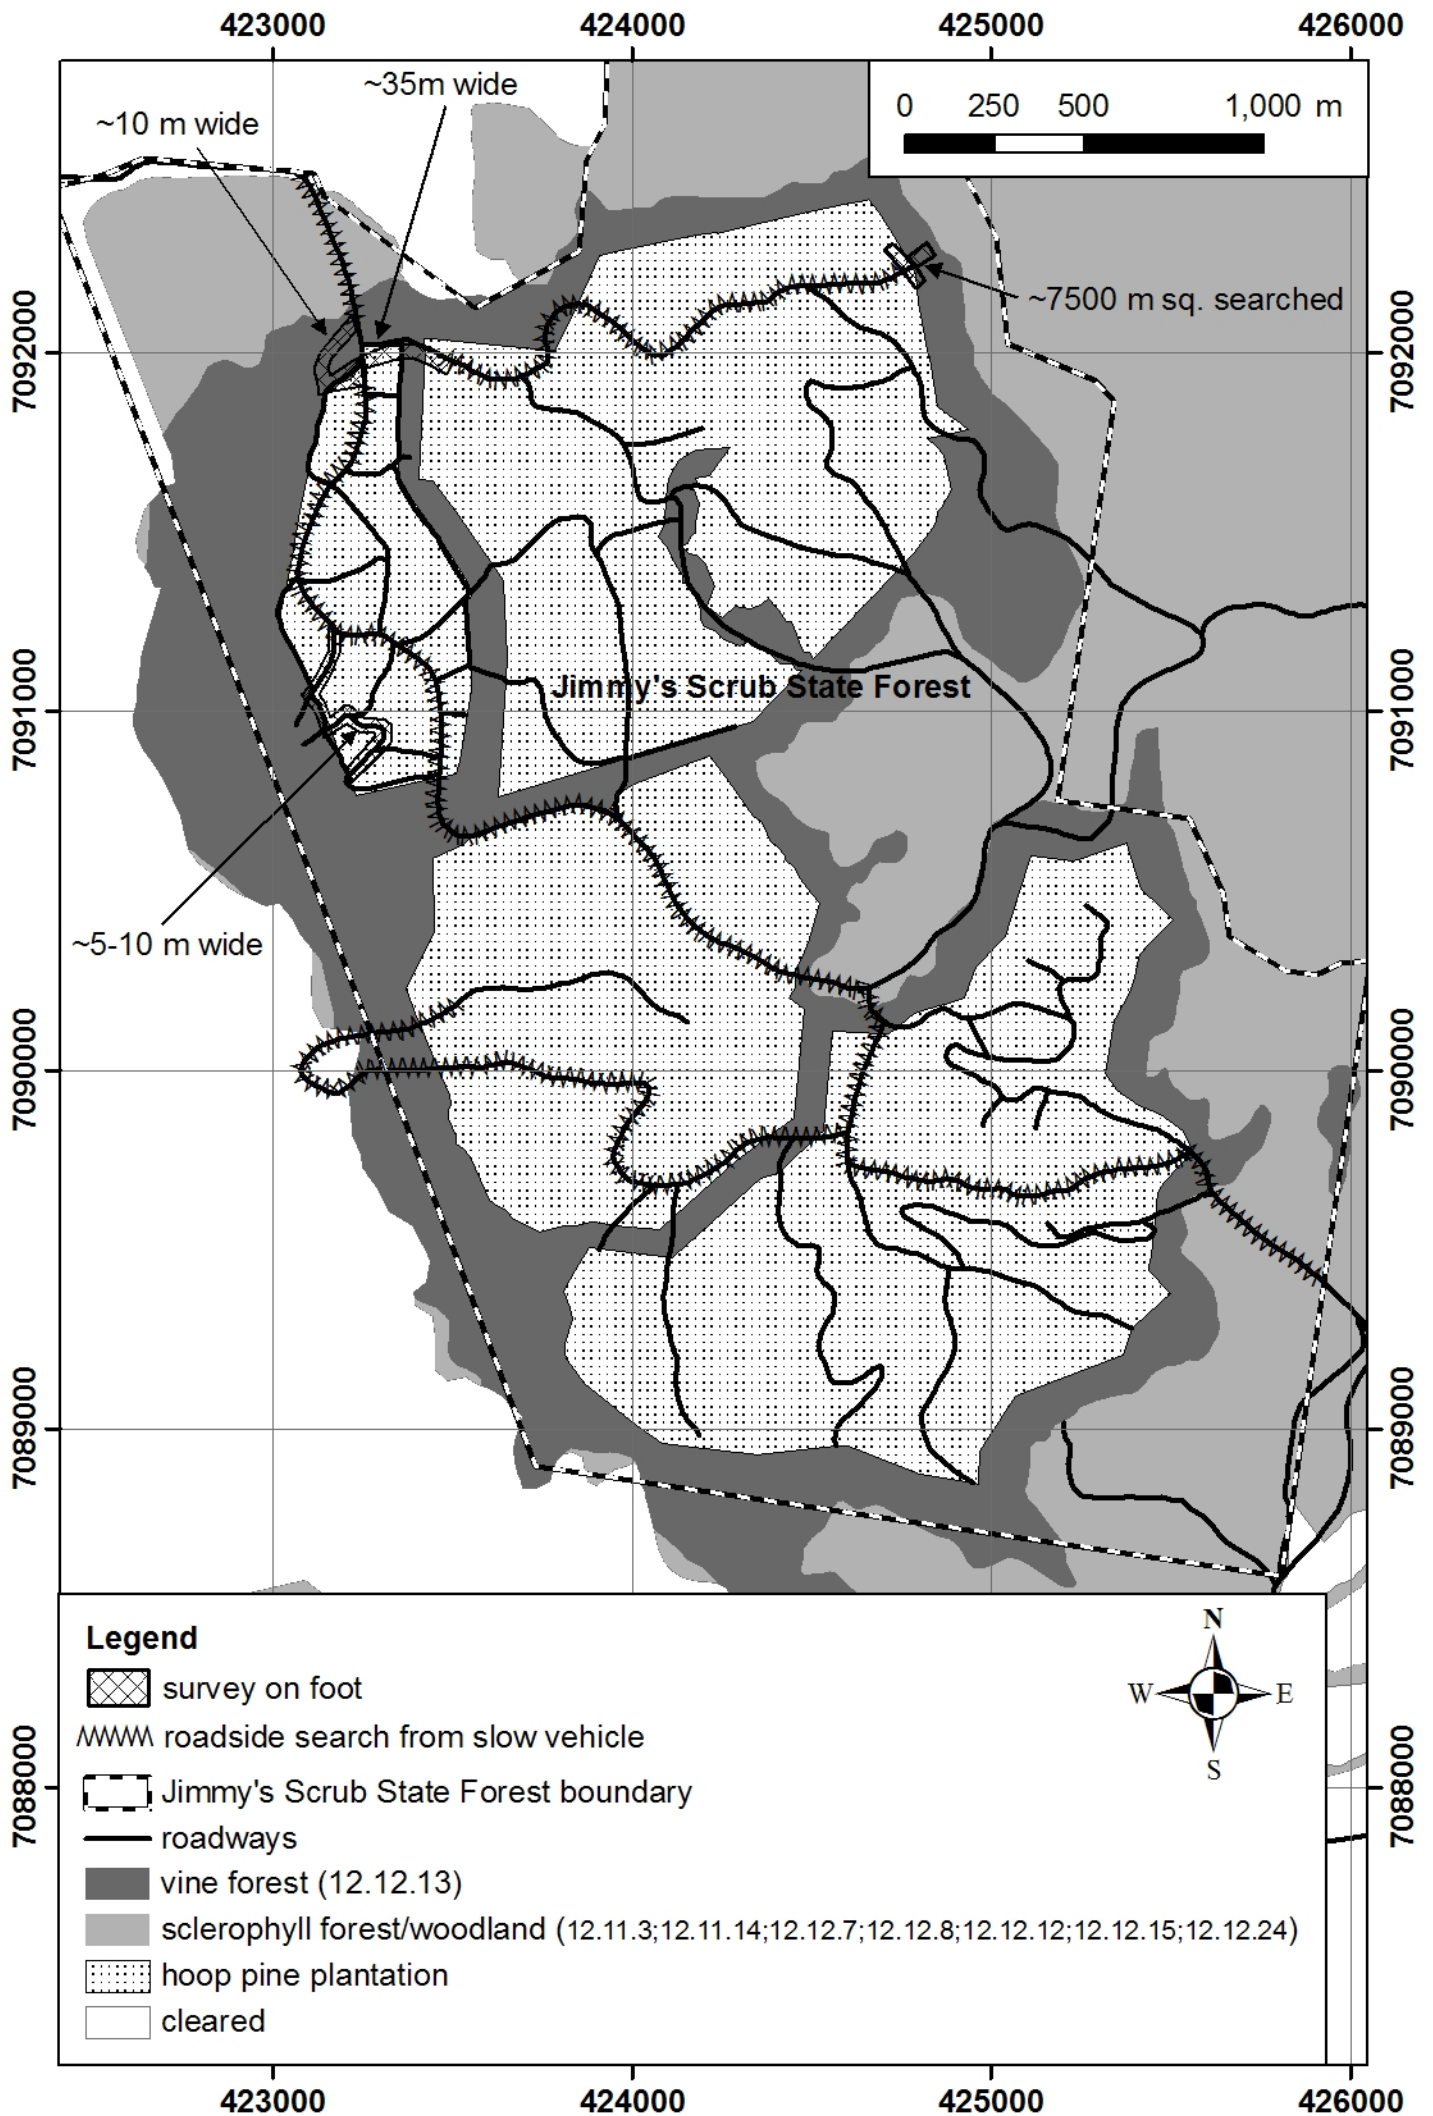 423000 424000 425000 426000
~35m wide
~10 m wide
0 250 500 1,000 m
~7500 m sq. searched
7092000 7092000
Jimmy's Scrub State Forest
7091000 7091000
~5-10 m wide
7090000 7090000
7089000 7089000
Legend
survey on foot
roadside search from slow vehicle
Jimmy's Scrub State Forest boundary
roadways
vine forest (12.12.13)
sclerophyll forest/woodland (12.11.3;12.11.14;12.12.7;12.12.8;12.12.12;12.12.15;12.12.24)
hoop pine plantation
cleared
N
W E
S
7088000 7088000
423000 424000 425000 426000